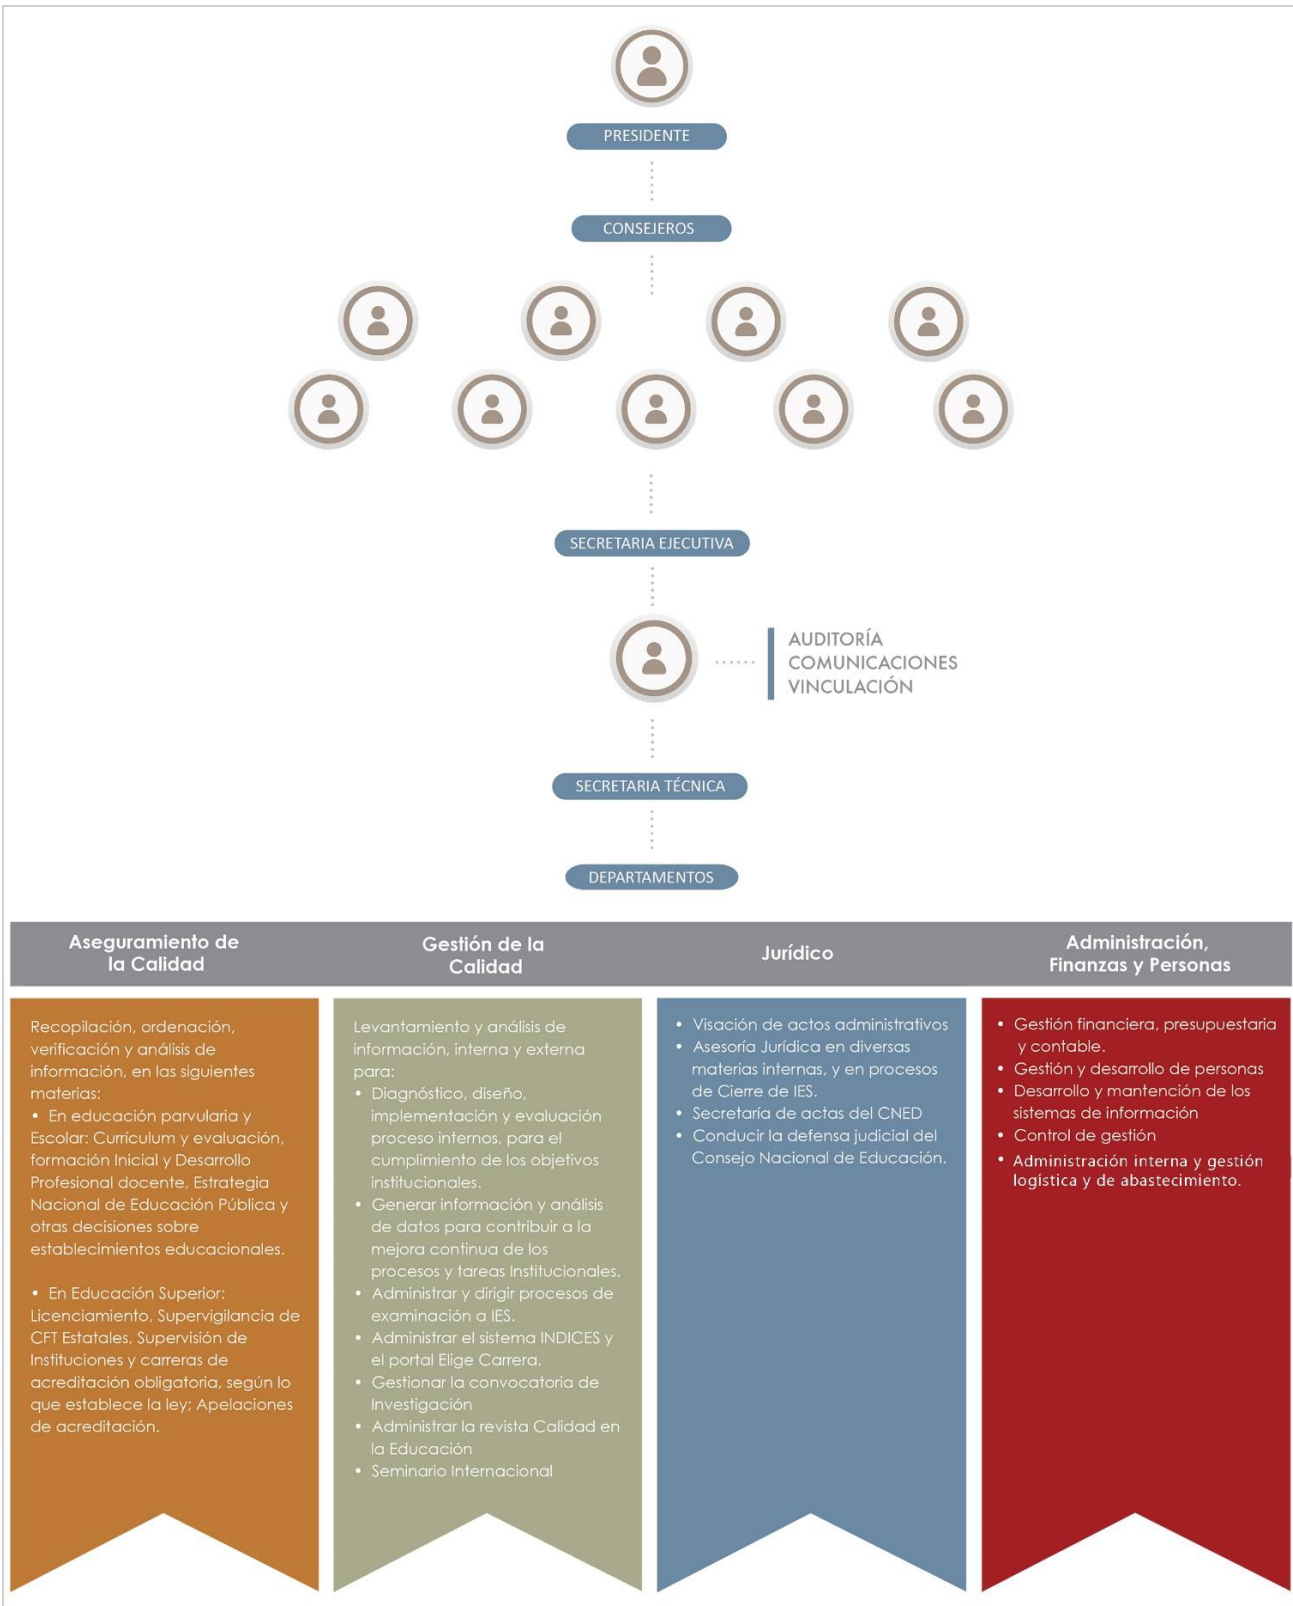 PRESIDENTE
CONSEJEROS
SECRETARIA EJECUTIVA
AUDITORÍA
COMUNICACIONES
VINCULACIÓN
SECRETARIA TÉCNICA
DEPARTAMENTOS
Aseguramiento de
la Calidad
Recopilación, ordenación,
verificación y análisis de
información, en las siguientes
materias:
• En educación parvularia y
Escolar: Currículum y evaluación,
formación Inicial y Desarrollo
Profesional docente, Estrategia
Nacional de Educación Pública y
otras decisiones sobre
establecimientos educacionales.
• En Educación Superior:
Licenciamiento, Supervigilancia de
CFT Estatales, Supervisión de
Instituciones y carreras de
acreditación obligatoria, según lo
que establece la ley; Apelaciones
de acreditación.
Gestión de la
Calidad
Levantamiento y análisis de
información, interna y externa
para:
• Diagnóstico, diseño,
implementación y evaluación
proceso internos, para el
cumplimiento de los objetivos
institucionales.
• Generar información y análisis
de datos para contribuir a la
mejora continua de los
procesos y tareas Institucionales.
• Administrar y dirigir procesos de
examinación a IES.
• Administrar el sistema INDICES y
el portal Elige Carrera.
• Gestionar la convocatoria de
Investigación
• Administrar la revista Calidad en
la Educación
• Seminario Internacional
Jurídico
• Visación de actos administrativos
• Asesoría Jurídica en diversas
materias internas, y en procesos
de Cierre de IES.
• Secretaría de actas del CNED
• Conducir la defensa judicial del
Consejo Nacional de Educación.
Administración,
Finanzas y Personas
• Gestión financiera, presupuestaria
y contable.
• Gestión y desarrollo de personas
• Desarrollo y mantención de los
sistemas de información
• Control de gestión
• Administración interna y gestión
logística y de abastecimiento.